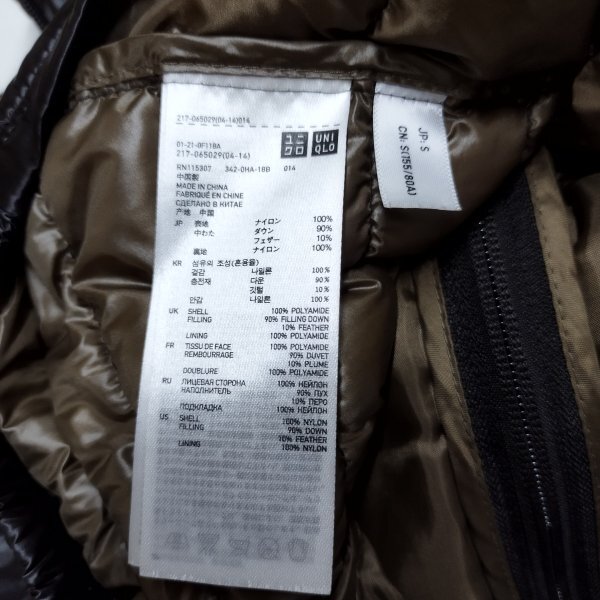 217-065029(04-14)014
01-21-0F118A
217-065029(04-14)
ユニクロ
UNIQLO
RN115307 342-0HA-18B 014
中国製
MADE IN CHINA
FABRIQUÉ EN CHINE
СДЕЛАНО В КИТАЕ
产地 中国
JP 表地 ナイロン 100%
中わた ダウン 90%
フェザー 10%
裏地 ナイロン 100%
KR 섬유의 조성(혼용율)
겉감 나일론 100%
충전재 다운 90%
깃털 10%
안감 나일론 100%
UK SHELL 100% POLYAMIDE
FILLING 90% FILLING DOWN
10% FEATHER
LINING 100% POLYAMIDE
FR TISSU DE FACE 100% POLYAMIDE
REMBOURRAGE 90% DUVET
10% PLUME
DOUBLURE 100% POLYAMIDE
RU ЛИЦЕВАЯ СТОРОНА 100% НЕЙЛОН
НАПОЛНИТЕЛЬ 90% ПУХ
10% ПЕРО
ПОДКЛАДКА 100% НЕЙЛОН
US SHELL 100% NYLON
FILLING 90% DOWN
10% FEATHER
LINING 100% NYLON
JP: S
CN: S(155/80A)